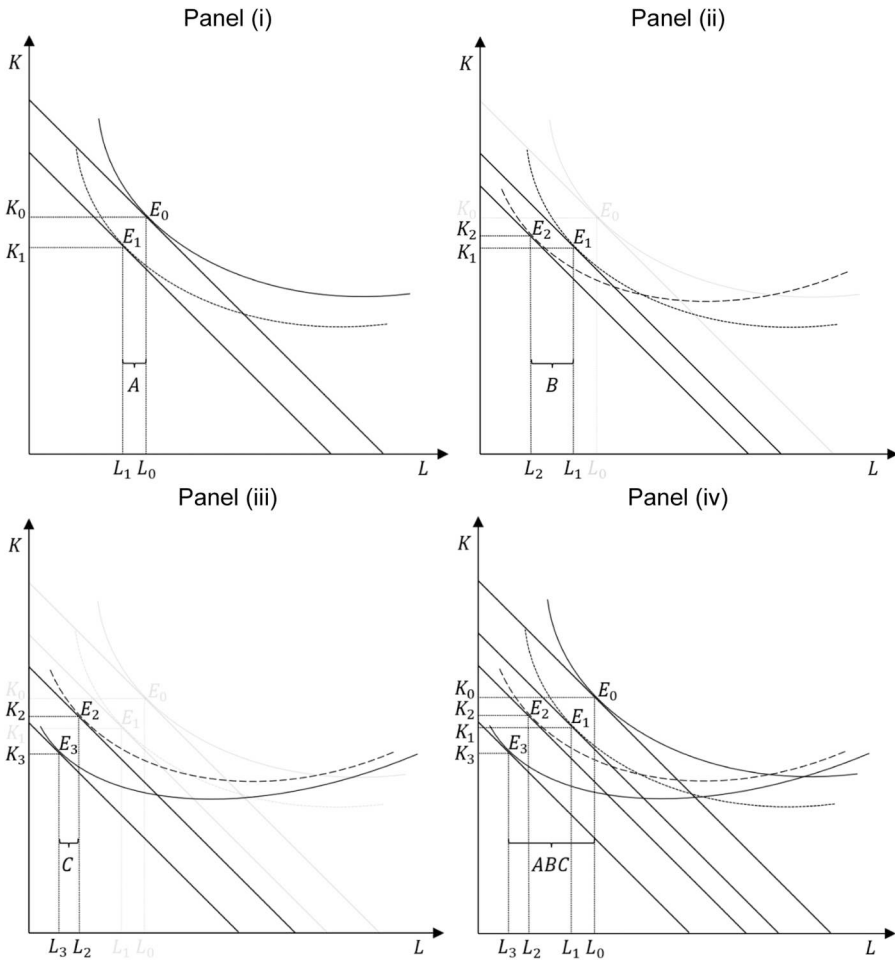 Panel (i)
K
K₀
K₁
E₀
E₁
A
L₁ L₀
L
Panel (ii)
K
K₀
K₂
K₁
E₀
E₂
E₁
B
L₂
L₁
L₀
L
Panel (iii)
K
K₀
K₂
K₁
K₃
E₀
E₂
E₁
E₃
C
L₃ L₂
L₁ L₀
L
Panel (iv)
K
K₀
K₂
K₁
K₃
E₀
E₂
E₁
E₃
ABC
L₃ L₂
L₁ L₀
L